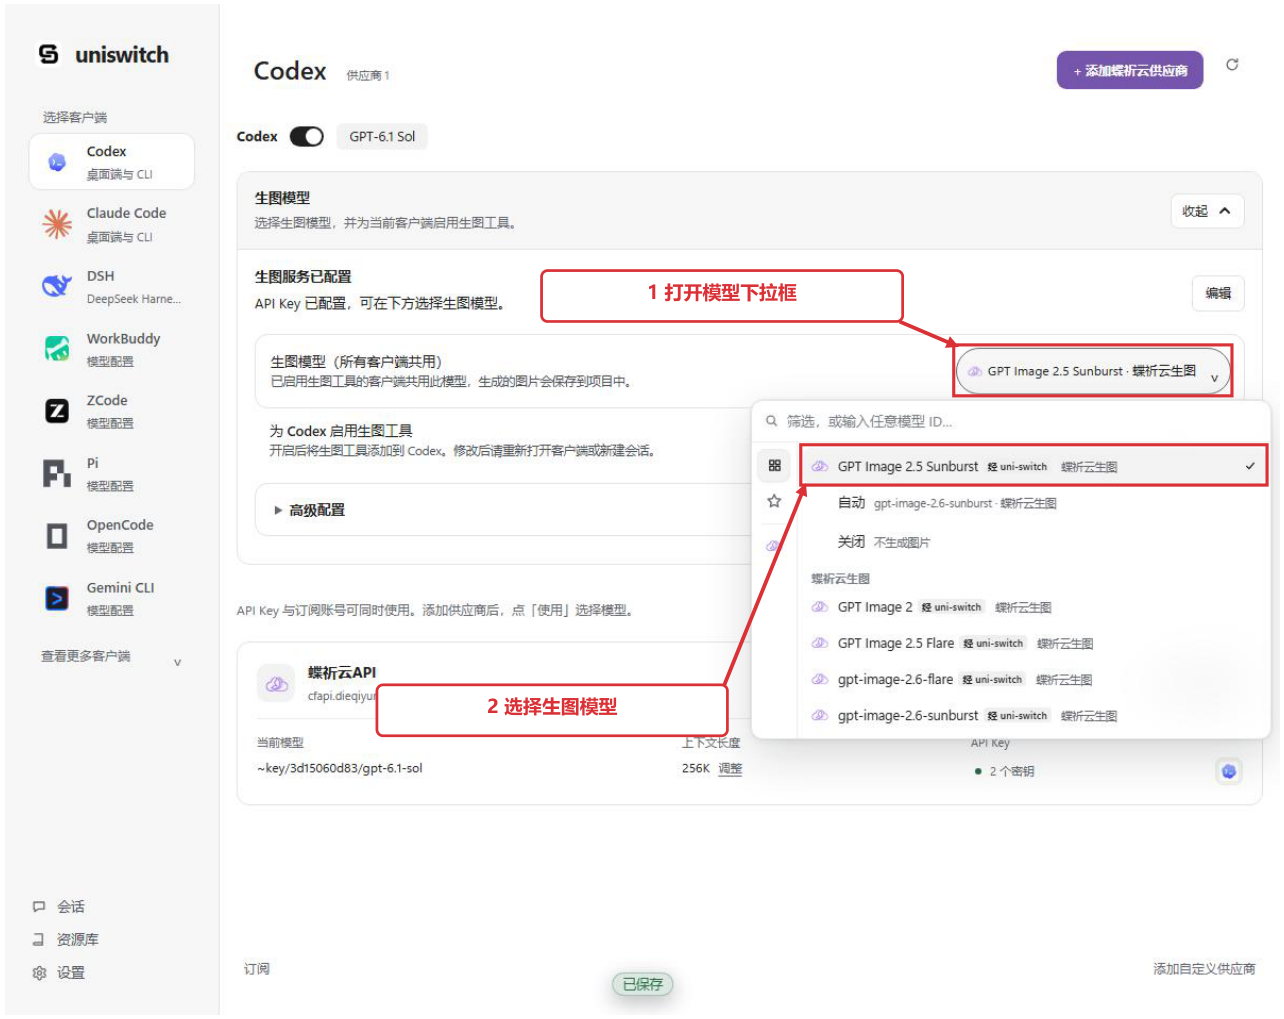 uniswitch
选择客户端
Codex
桌面端与 CLI
Claude Code
桌面端与 CLI
DSH
DeepSeek Harne...
WorkBuddy
模型配置
ZCode
模型配置
Pi
模型配置
OpenCode
模型配置
Gemini CLI
模型配置
查看更多客户端
会话
资源库
设置
Codex 供应商 1
+ 添加蝶祈云供应商
Codex GPT-6.1 Sol
生图模型
选择生图模型，并为当前客户端启用生图工具。
收起
生图服务已配置
API Key 已配置，可在下方选择生图模型。
编辑
1 打开模型下拉框
生图模型（所有客户端共用）
已启用生图工具的客户端共用此模型，生成的图片会保存到项目中。
GPT Image 2.5 Sunburst · 蝶祈云生图
为 Codex 启用生图工具
开启后将生图工具添加到 Codex。修改后请重新打开客户端或新建会话。
高级配置
筛选，或输入任意模型 ID...
GPT Image 2.5 Sunburst 经 uni-switch 蝶祈云生图
自动 gpt-image-2.6-sunburst · 蝶祈云生图
关闭 不生成图片
蝶祈云生图
GPT Image 2 经 uni-switch 蝶祈云生图
GPT Image 2.5 Flare 经 uni-switch 蝶祈云生图
gpt-image-2.6-flare 经 uni-switch 蝶祈云生图
gpt-image-2.6-sunburst 经 uni-switch 蝶祈云生图
API Key 与订阅账号可同时使用。添加供应商后，点「使用」选择模型。
蝶祈云API
cfapi.dieqiyun
2 选择生图模型
当前模型
~key/3d15060d83/gpt-6.1-sol
上下文长度
256K 调整
API Key
2 个密钥
订阅
添加自定义供应商
已保存